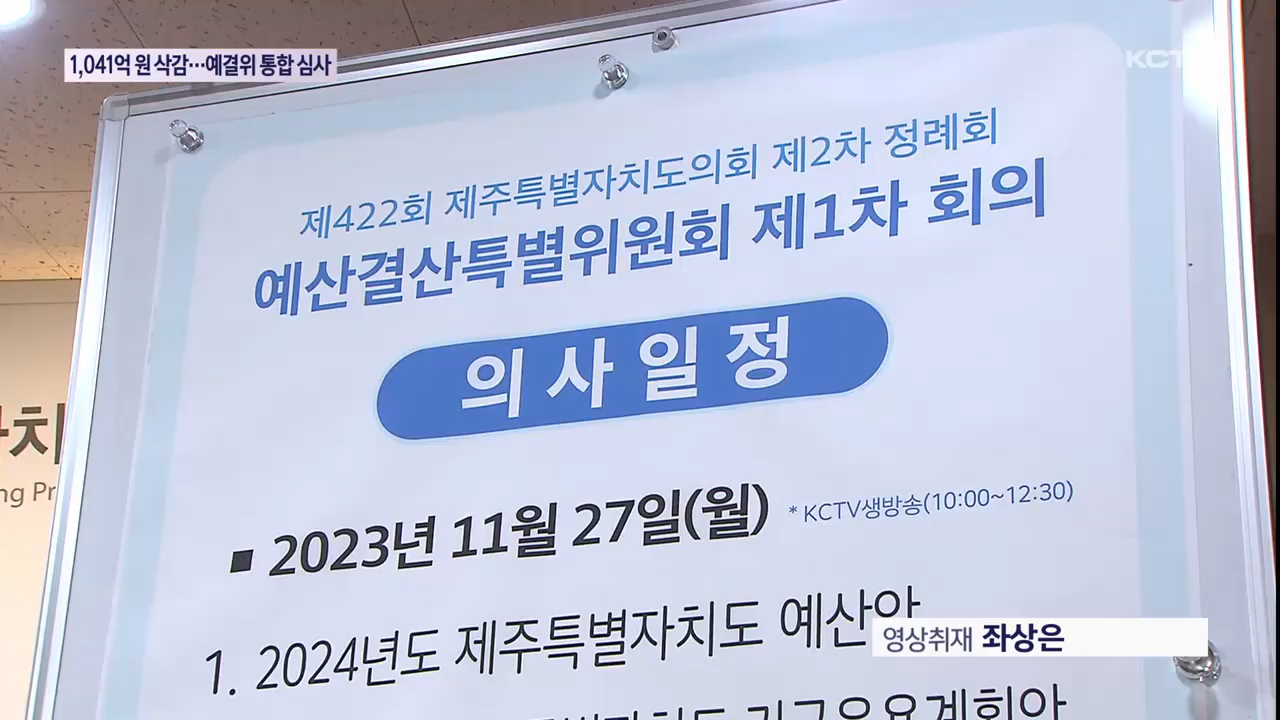 1,041억 원 삭감…예결위 통합 심사
KCT
제422회 제주특별자치도의회 제2차 정례회
예산결산특별위원회 제1차 회의
의사일정
■ 2023년 11월 27일(월) * KCTV생방송(10:00~12:30)
1. 2024년도 제주특별자치도 예산안
영상취재 좌상은